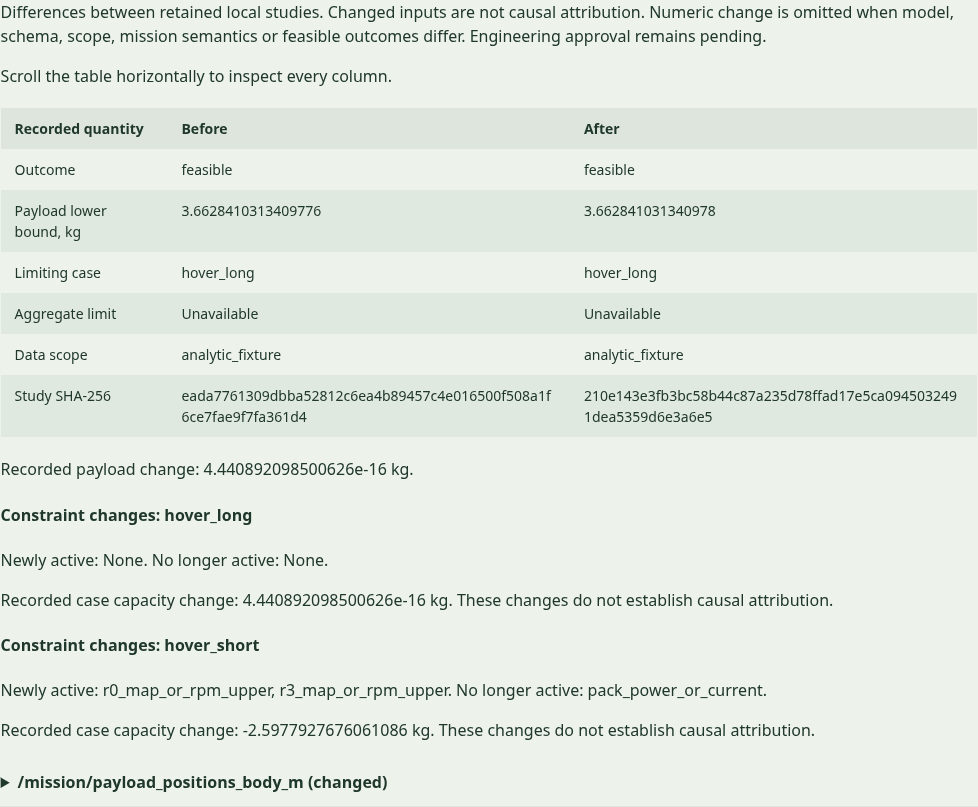 Differences between retained local studies. Changed inputs are not causal attribution. Numeric change is omitted when model,
schema, scope, mission semantics or feasible outcomes differ. Engineering approval remains pending.
Scroll the table horizontally to inspect every column.
Recorded quantity Before After
Outcome feasible feasible
Payload lower bound, kg 3.6628410313409776 3.662841031340978
Limiting case hover_long hover_long
Aggregate limit Unavailable Unavailable
Data scope analytic_fixture analytic_fixture
Study SHA-256 eada7761309dbba52812c6ea4b89457c4e016500f508a1f 210e143e3fb3bc58b44c87a235d78ffad17e5ca094503249
6ce7fae9f7fa361d4 1dea5359d6e3a6e5
Recorded payload change: 4.440892098500626e-16 kg.
Constraint changes: hover_long
Newly active: None. No longer active: None.
Recorded case capacity change: 4.440892098500626e-16 kg. These changes do not establish causal attribution.
Constraint changes: hover_short
Newly active: r0_map_or_rpm_upper, r3_map_or_rpm_upper. No longer active: pack_power_or_current.
Recorded case capacity change: -2.5977927676061086 kg. These changes do not establish causal attribution.
▶ /mission/payload_positions_body_m (changed)